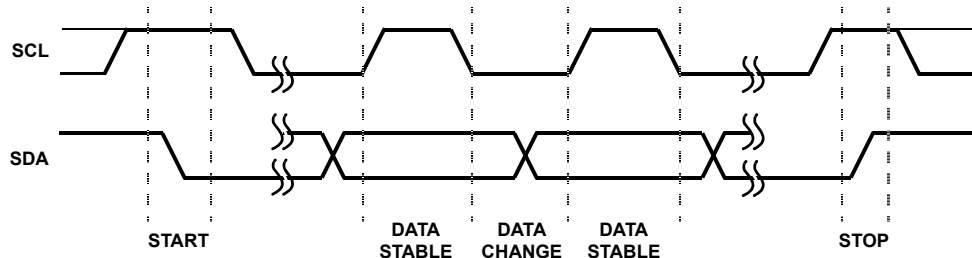 SCL
SDA
START
DATA
STABLE
DATA
CHANGE
DATA
STABLE
STOP